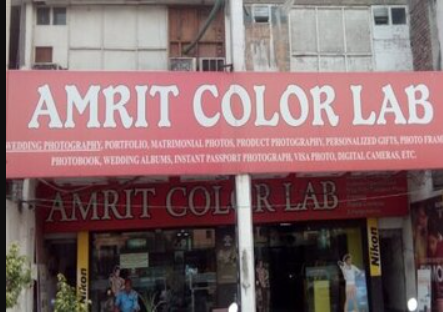 AMRIT COLOR LAB
WEDDING PHOTOGRAPHY, PORTFOLIO, MATRIMONIAL PHOTOS, PRODUCT PHOTOGRAPHY, PERSONALIZED GIFTS, PHOTO FRAM
PHOTOBOOK, WEDDING ALBUMS, INSTANT PASSPORT PHOTOGRAPH, VISA PHOTO, DIGITAL CAMERAS, ETC.
AMRIT COLOR LAB
Nikon
Nikon